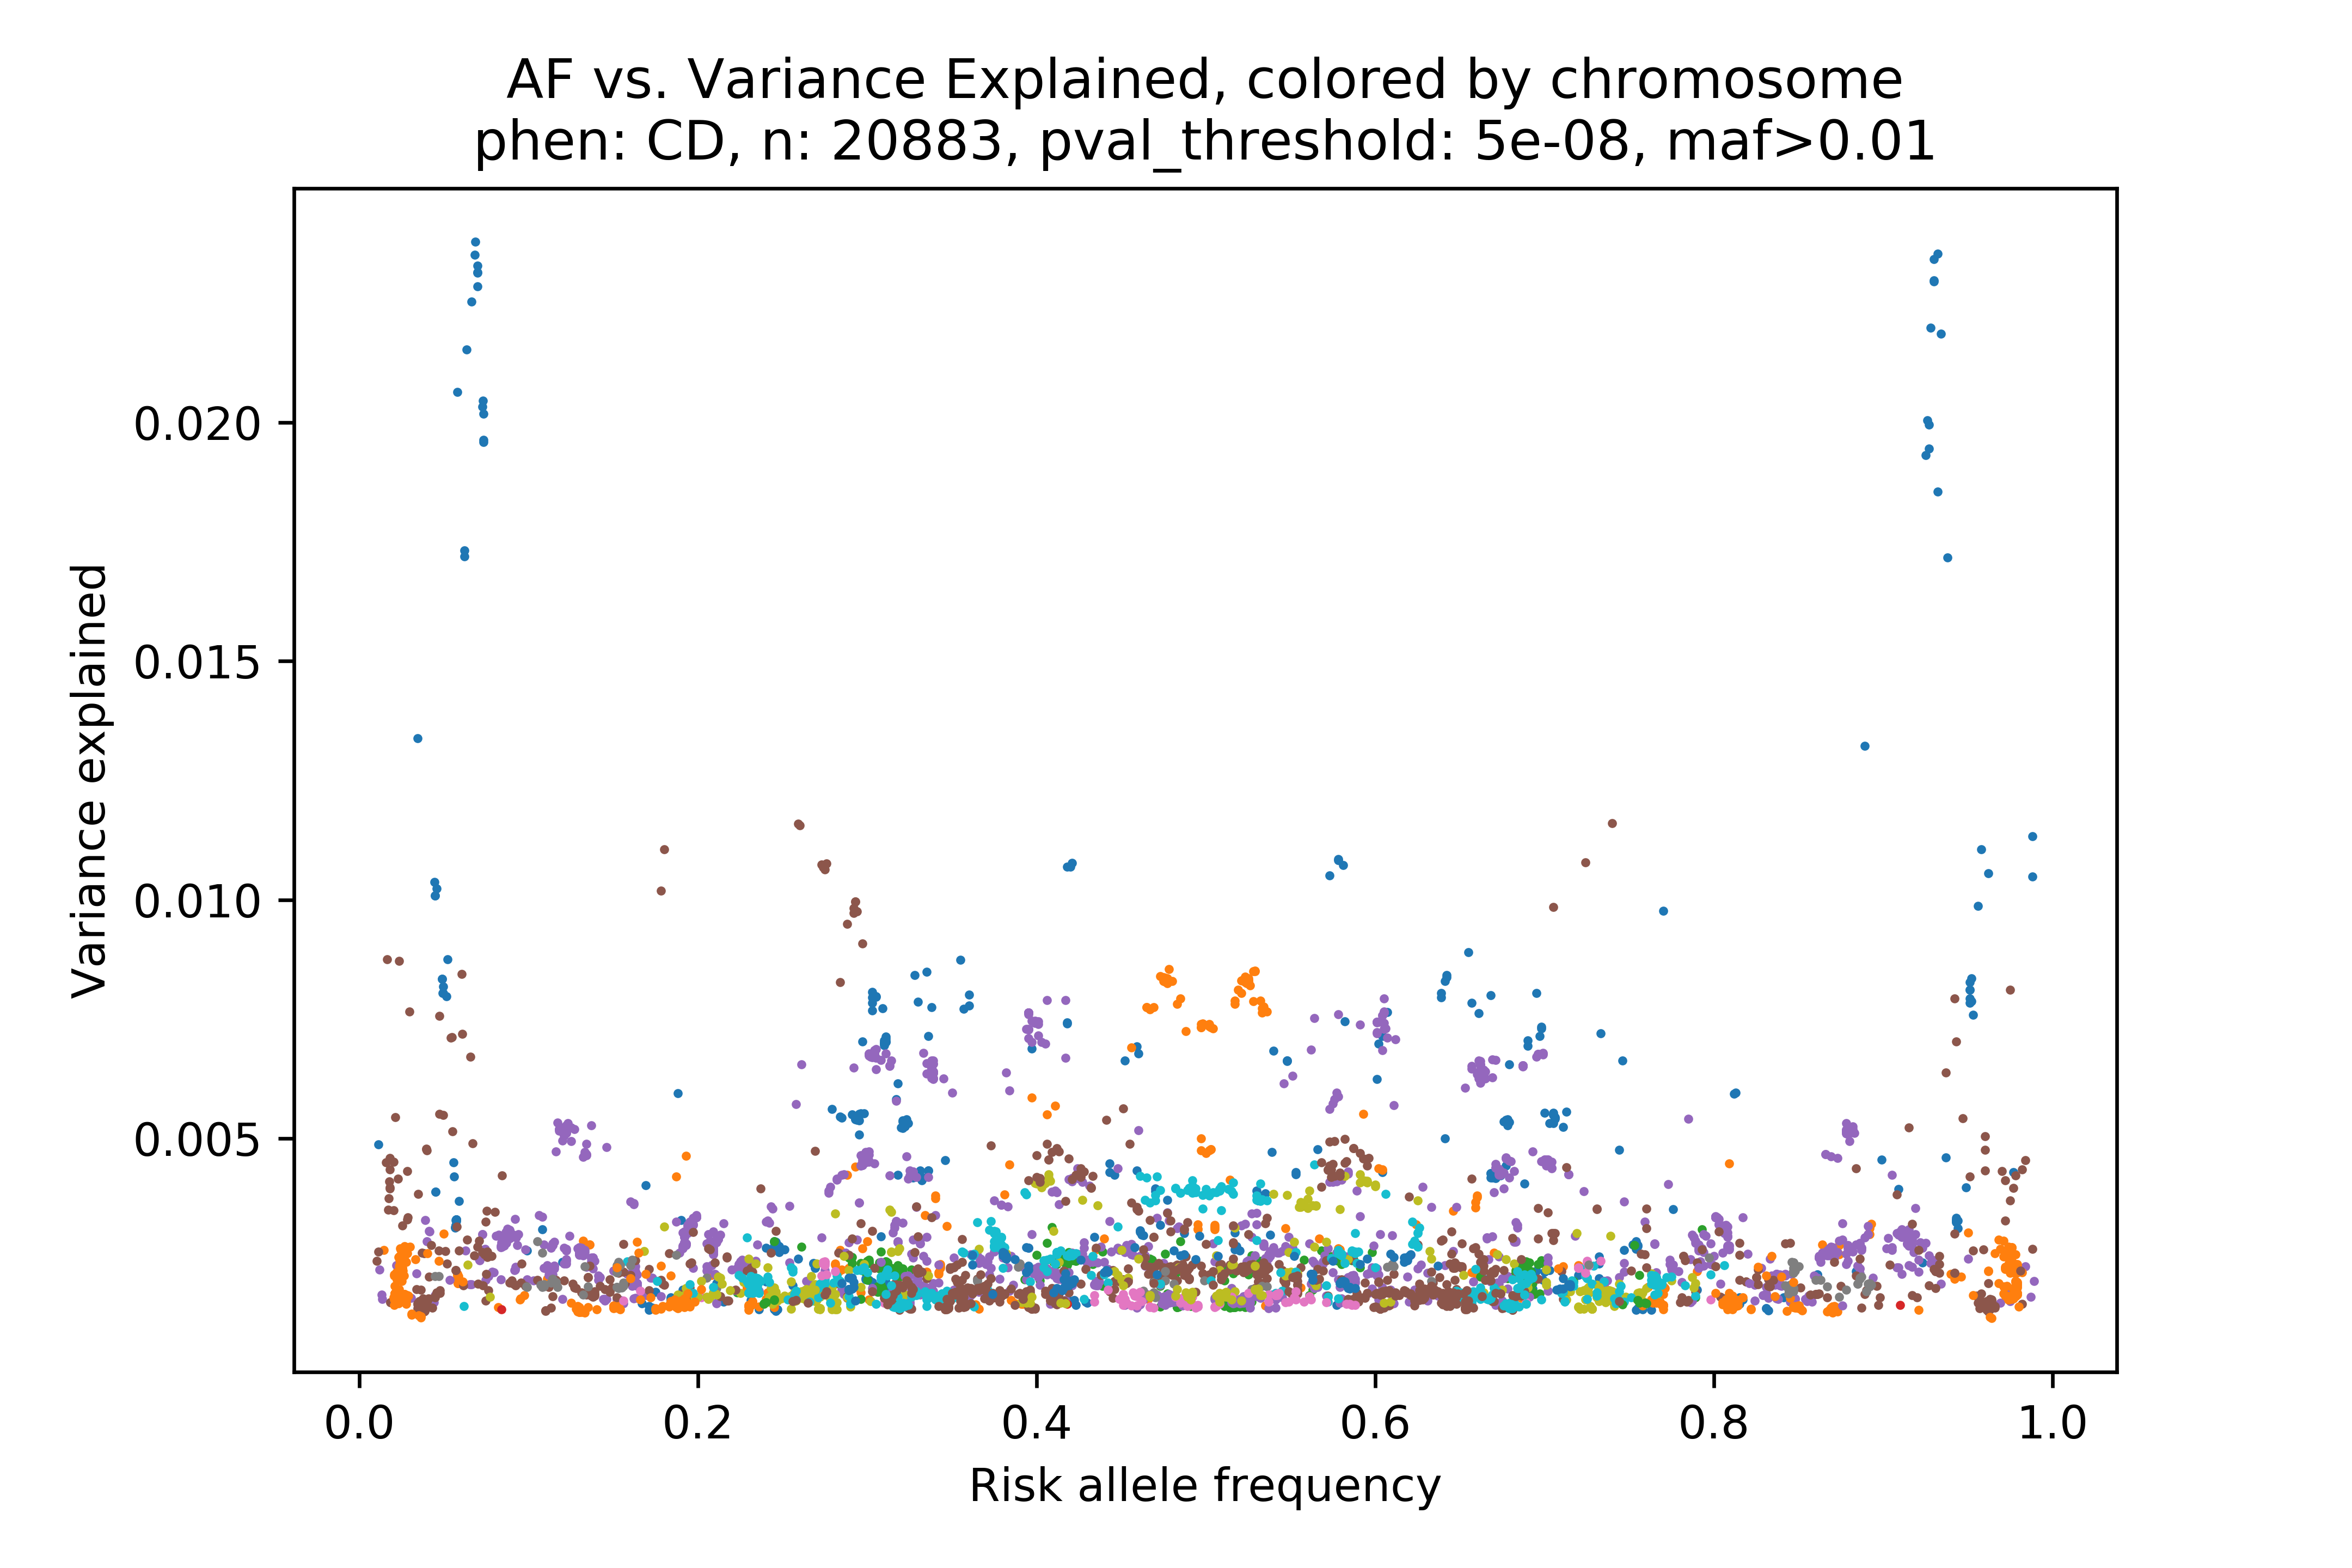 AF vs. Variance Explained, colored by chromosome
phen: CD, n: 20883, pval_threshold: 5e-08, maf>0.01
Variance explained
0.020
0.015
0.010
0.005
0.0 0.2 0.4 0.6 0.8 1.0
Risk allele frequency